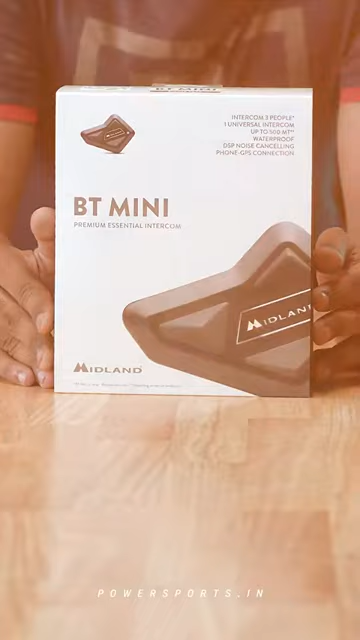 BT MINI
INTERCOM 3 PEOPLE*
1 UNIVERSAL INTERCOM
UP TO 500 MT**
WATERPROOF
DSP NOISE CANCELLING
PHONE-GPS CONNECTION
BT MINI
PREMIUM ESSENTIAL INTERCOM
MIDLAND
MIDLAND
POWERSPORTS.IN